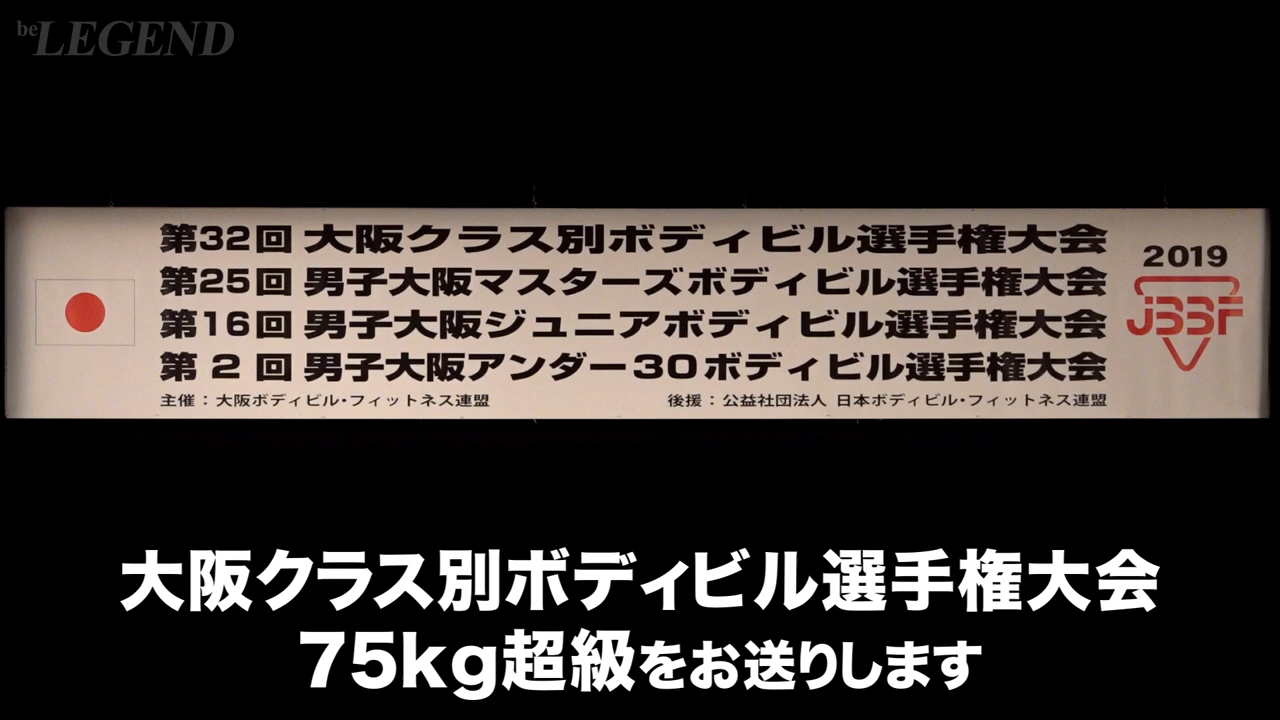 beLEGEND
第32回 大阪クラス別ボディビル選手権大会
第25回 男子大阪マスターズボディビル選手権大会
第16回 男子大阪ジュニアボディビル選手権大会
第 2 回 男子大阪アンダー30ボディビル選手権大会
主催:大阪ボディビル・フィットネス連盟 後援:公益社団法人 日本ボディビル・フィットネス連盟
2019
JBBF
大阪クラス別ボディビル選手権大会
75kg超級をお送りします